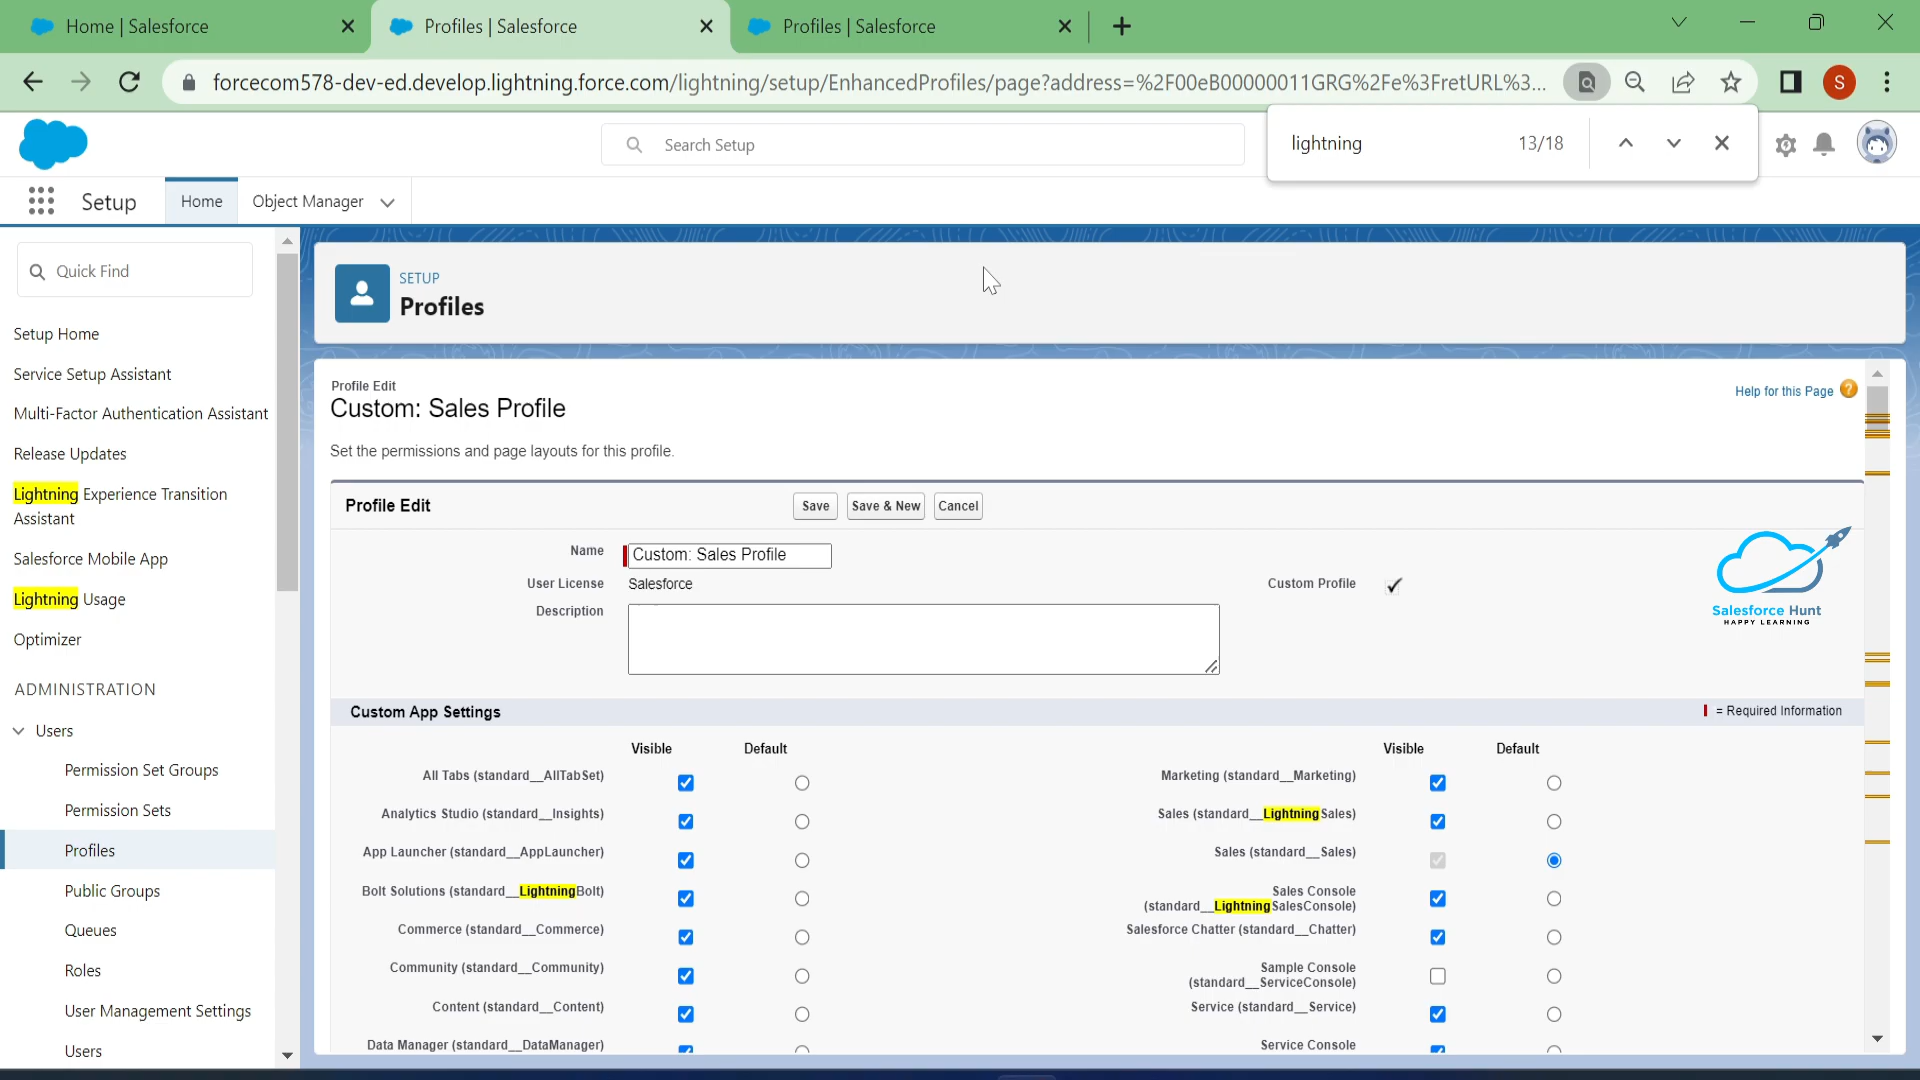 Home | Salesforce
Profiles | Salesforce
Profiles | Salesforce
forcecom578-dev-ed.develop.lightning.force.com/lightning/setup/EnhancedProfiles/page?address=%2F00eB00000011GRG%2Fe%3FretURL%3...
S
lightning
13/18
Search Setup
Setup
Home
Object Manager
Quick Find
Setup Home
Service Setup Assistant
Multi-Factor Authentication Assistant
Release Updates
Lightning Experience Transition
Assistant
Salesforce Mobile App
Lightning Usage
Optimizer
ADMINISTRATION
Users
Permission Set Groups
Permission Sets
Profiles
Public Groups
Queues
Roles
User Management Settings
Users
SETUP
Profiles
Profile Edit
Custom: Sales Profile
Help for this Page ?
Set the permissions and page layouts for this profile.
Profile Edit
Save
Save & New
Cancel
Name
Custom: Sales Profile
User License
Salesforce
Custom Profile
Description
Salesforce Hunt
HAPPY LEARNING
Custom App Settings
= Required Information
Visible Default Visible Default
All Tabs (standard__AllTabSet)
Marketing (standard__Marketing)
Analytics Studio (standard__Insights)
Sales (standard__LightningSales)
App Launcher (standard__AppLauncher)
Sales (standard__Sales)
Bolt Solutions (standard__LightningBolt)
Sales Console
(standard__LightningSalesConsole)
Commerce (standard__Commerce)
Salesforce Chatter (standard__Chatter)
Community (standard__Community)
Sample Console
(standard__ServiceConsole)
Content (standard__Content)
Service (standard__Service)
Data Manager (standard__DataManager)
Service Console